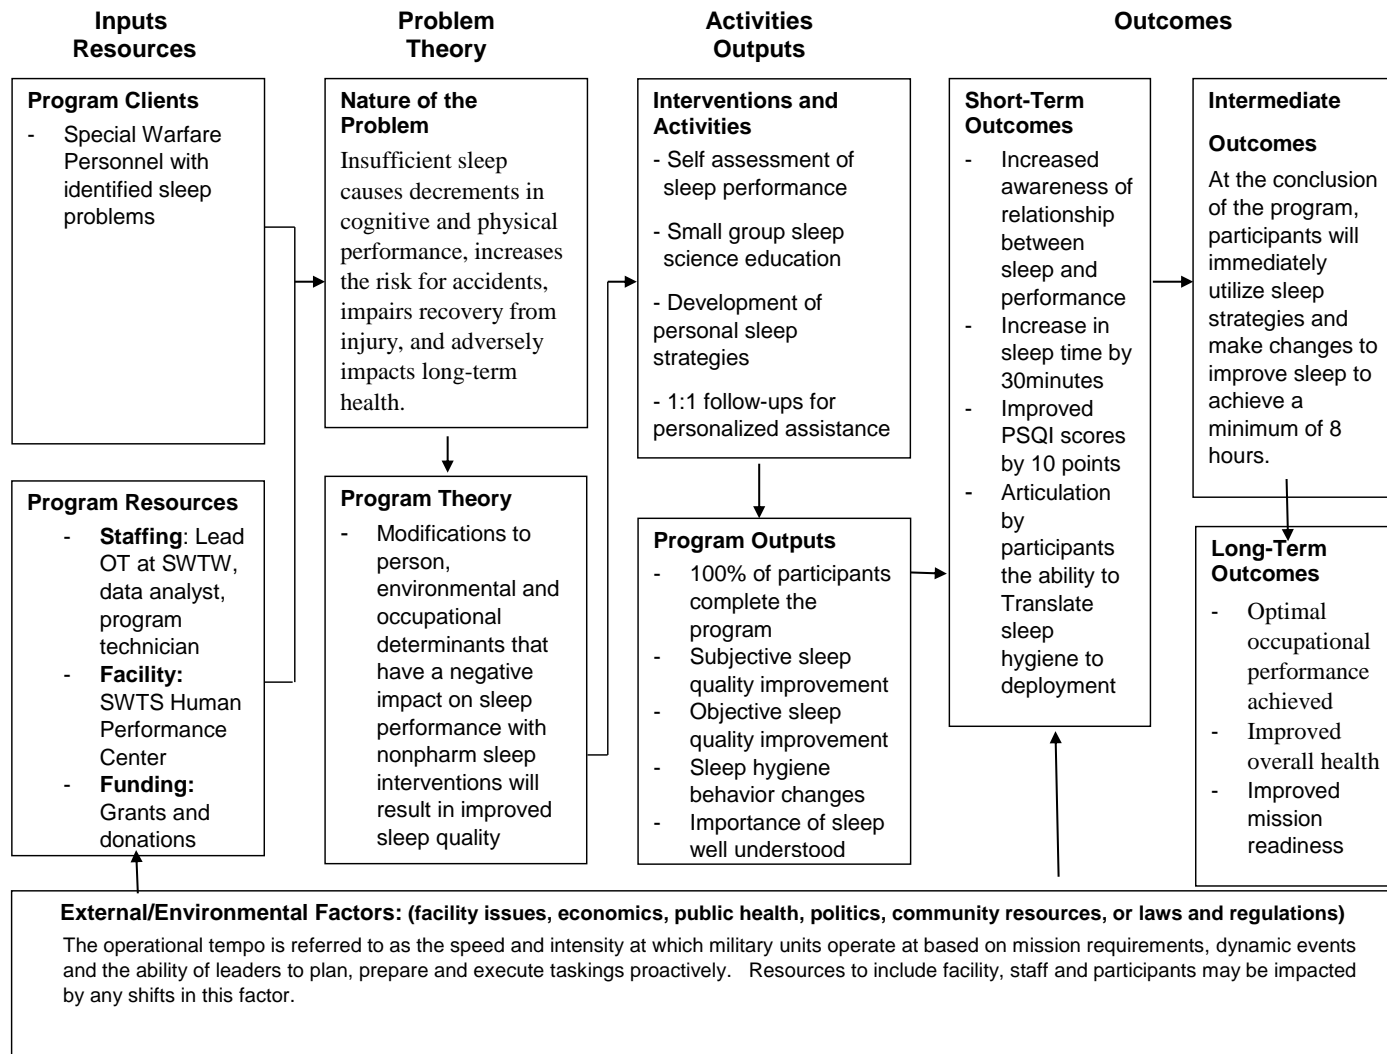 Inputs
Resources
Problem
Theory
Activities
Outputs
Outcomes
Program Clients
- Special Warfare
Personnel with
identified sleep
problems
Program Resources
- Staffing: Lead
OT at SWTW,
data analyst,
program
technician
- Facility:
SWTS Human
Performance
Center
- Funding:
Grants and
donations
Nature of the
Problem
Insufficient sleep
causes decrements in
cognitive and physical
performance, increases
the risk for accidents,
impairs recovery from
injury, and adversely
impacts long-term
health.
Program Theory
- Modifications to
person,
environmental and
occupational
determinants that
have a negative
impact on sleep
performance with
nonpharm sleep
interventions will
result in improved
sleep quality
Interventions and
Activities
- Self assessment of
sleep performance
- Small group sleep
science education
- Development of
personal sleep
strategies
- 1:1 follow-ups for
personalized assistance
Program Outputs
- 100% of participants
complete the
program
- Subjective sleep
quality improvement
- Objective sleep
quality improvement
- Sleep hygiene
behavior changes
- Importance of sleep
well understood
Short-Term
Outcomes
- Increased
awareness of
relationship
between
sleep and
performance
- Increase in
sleep time by
30minutes
- Improved
PSQI scores
by 10 points
- Articulation
by
participants
the ability to
Translate
sleep
hygiene to
deployment
Intermediate
Outcomes
At the conclusion
of the program,
participants will
immediately
utilize sleep
strategies and
make changes to
improve sleep to
achieve a
minimum of 8
hours.
Long-Term
Outcomes
- Optimal
occupational
performance
achieved
- Improved
overall health
- Improved
mission
readiness
External/Environmental Factors: (facility issues, economics, public health, politics, community resources, or laws and regulations)
The operational tempo is referred to as the speed and intensity at which military units operate at based on mission requirements, dynamic events
and the ability of leaders to plan, prepare and execute taskings proactively. Resources to include facility, staff and participants may be impacted
by any shifts in this factor.